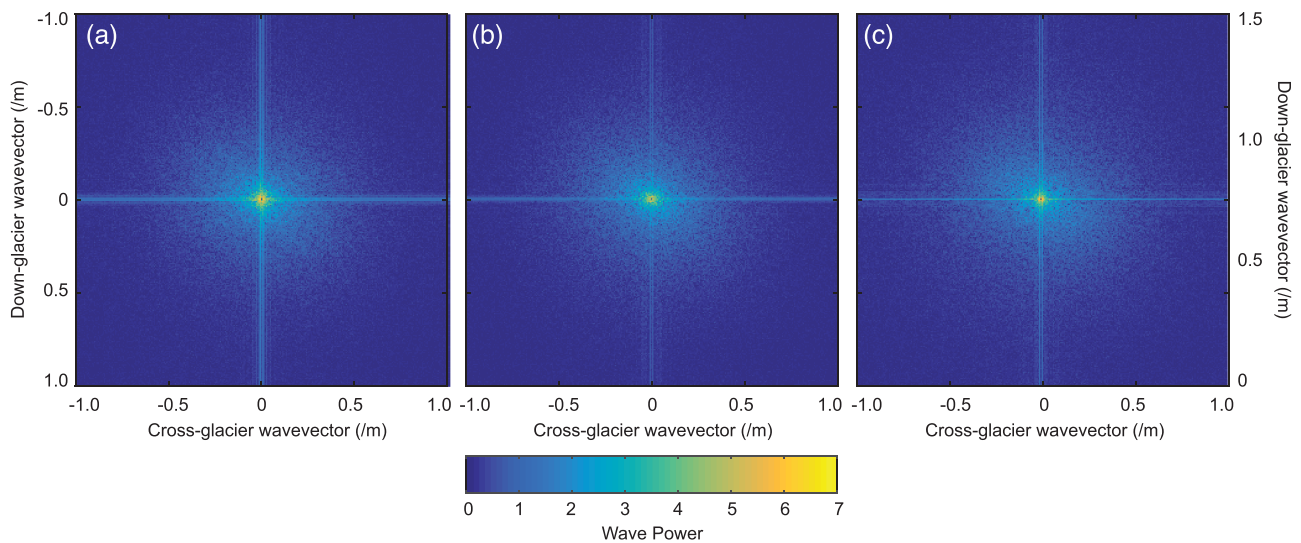 (a)
(b)
(c)
-1.0
-0.5
0
0.5
1.0
Down-glacier wavevector (/m)
1.5
1.0
0.5
0
Down-glacier wavevector (/m)
-1.0 -0.5 0 0.5 1.0
-1.0 -0.5 0 0.5 1.0
-1.0 -0.5 0 0.5 1.0
Cross-glacier wavevector (/m)
Cross-glacier wavevector (/m)
Cross-glacier wavevector (/m)
0 1 2 3 4 5 6 7
Wave Power